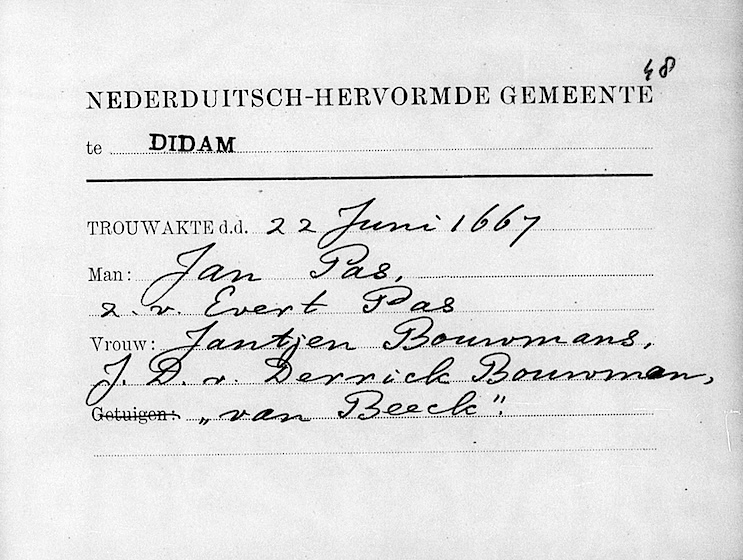 48
NEDERDUITSCH-HERVORMDE GEMEENTE
te DIDAM
TROUWAKTE d.d. 22 Juni 1667
Man: Jan Pas,
z. v. Evert Pas
Vrouw: Jantjen Bouwmans,
J. D. v. Derrick Bouwman,
Getuigen: „van Beeck".